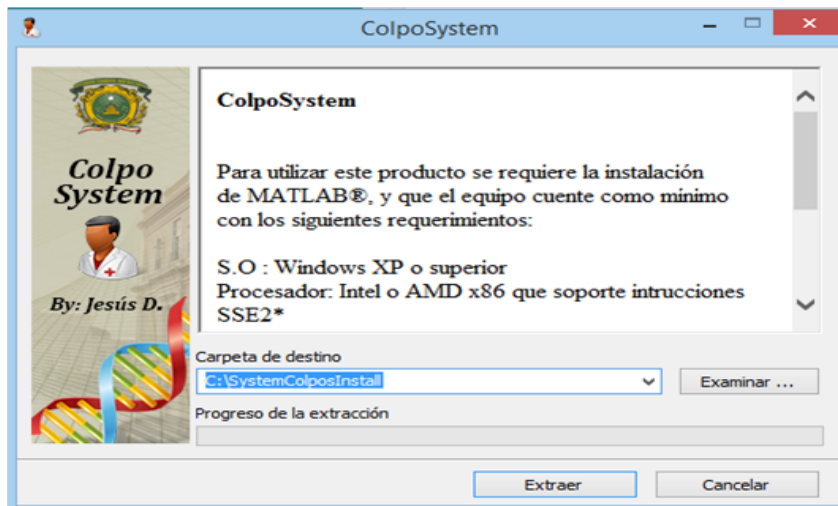 ColpoSystem
Colpo
System
By: Jesús D.
ColpoSystem
Para utilizar este producto se requiere la instalación
de MATLAB®, y que el equipo cuente como minimo
con los siguientes requerimientos:
S.O : Windows XP o superior
Procesador: Intel o AMD x86 que soporte intrucciones
SSE2*
Carpeta de destino
C:\SystemColposInstall
Examinar ...
Progreso de la extracción
Extraer
Cancelar